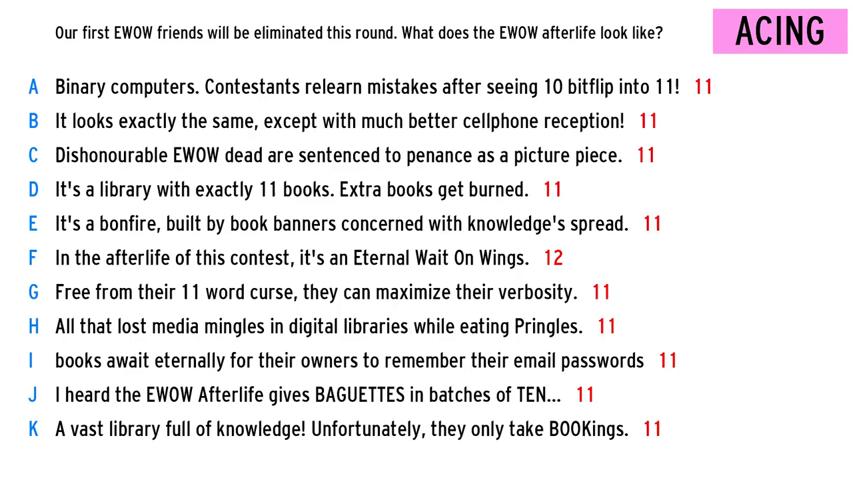 Our first EWOW friends will be eliminated this round. What does the EWOW afterlife look like?
ACING
A Binary computers. Contestants relearn mistakes after seeing 10 bitflip into 11! 11
B It looks exactly the same, except with much better cellphone reception! 11
C Dishonourable EWOW dead are sentenced to penance as a picture piece. 11
D It's a library with exactly 11 books. Extra books get burned. 11
E It's a bonfire, built by book banners concerned with knowledge's spread. 11
F In the afterlife of this contest, it's an Eternal Wait On Wings. 12
G Free from their 11 word curse, they can maximize their verbosity. 11
H All that lost media mingles in digital libraries while eating Pringles. 11
I books await eternally for their owners to remember their email passwords 11
J I heard the EWOW Afterlife gives BAGUETTES in batches of TEN... 11
K A vast library full of knowledge! Unfortunately, they only take BOOKings. 11